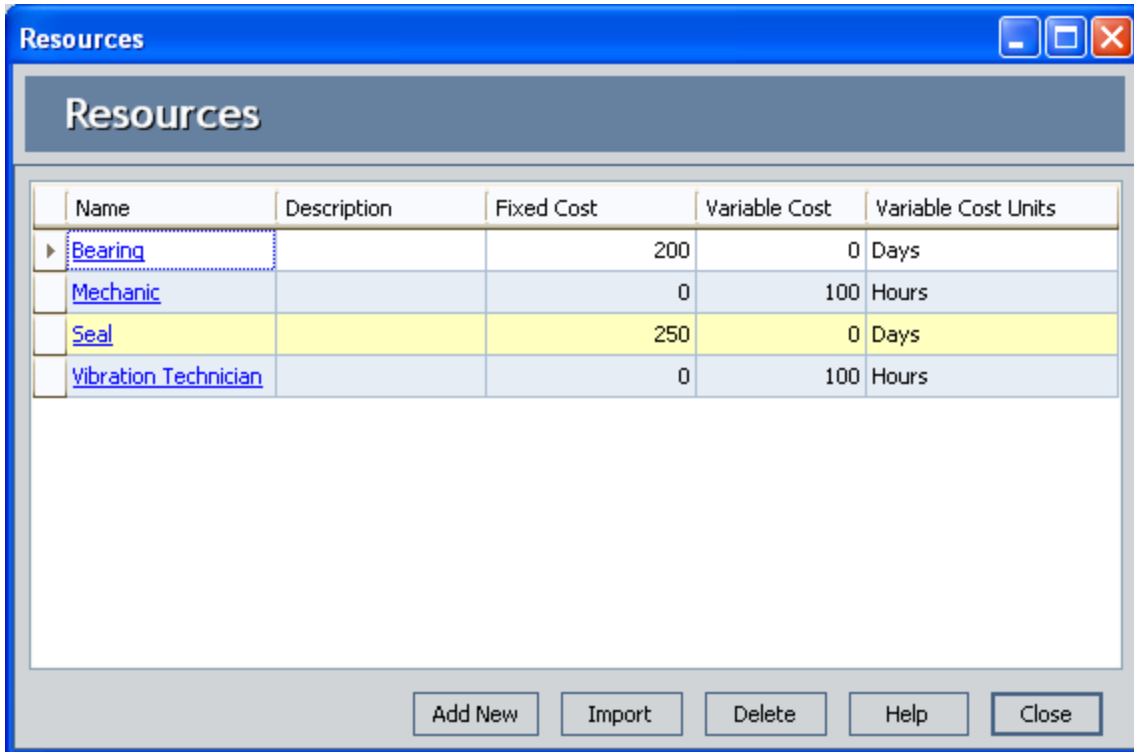 Resources
Resources
Name Description Fixed Cost Variable Cost Variable Cost Units
Bearing 200 0 Days
Mechanic 0 100 Hours
Seal 250 0 Days
Vibration Technician 0 100 Hours
Add New Import Delete Help Close